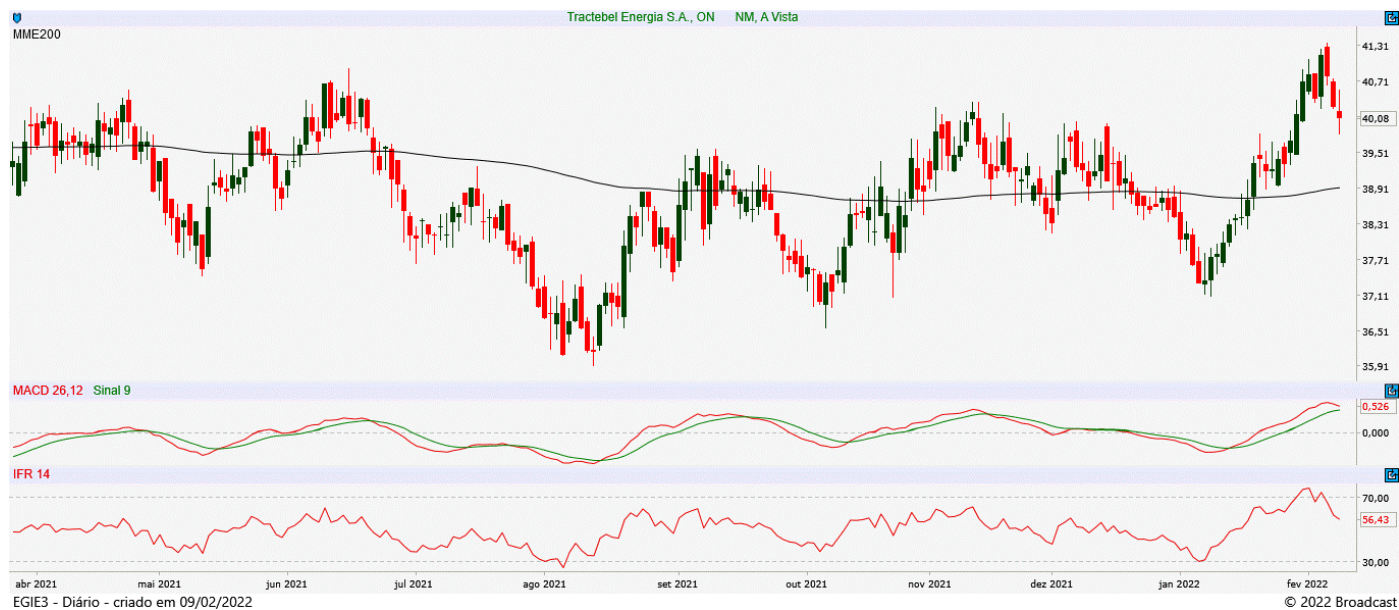 Tractebel Energia S.A., ON NM, A Vista
MME200
41,31
40,71
40,08
39,51
38,91
38,31
37,71
37,11
36,51
35,91
MACD 26,12 Sinal 9
0,526
0,000
IFR 14
70,00
56,43
30,00
abr 2021 mai 2021 jun 2021 jul 2021 ago 2021 set 2021 out 2021 nov 2021 dez 2021 jan 2022 fev 2022
EGIE3 - Diário - criado em 09/02/2022 © 2022 Broadcast